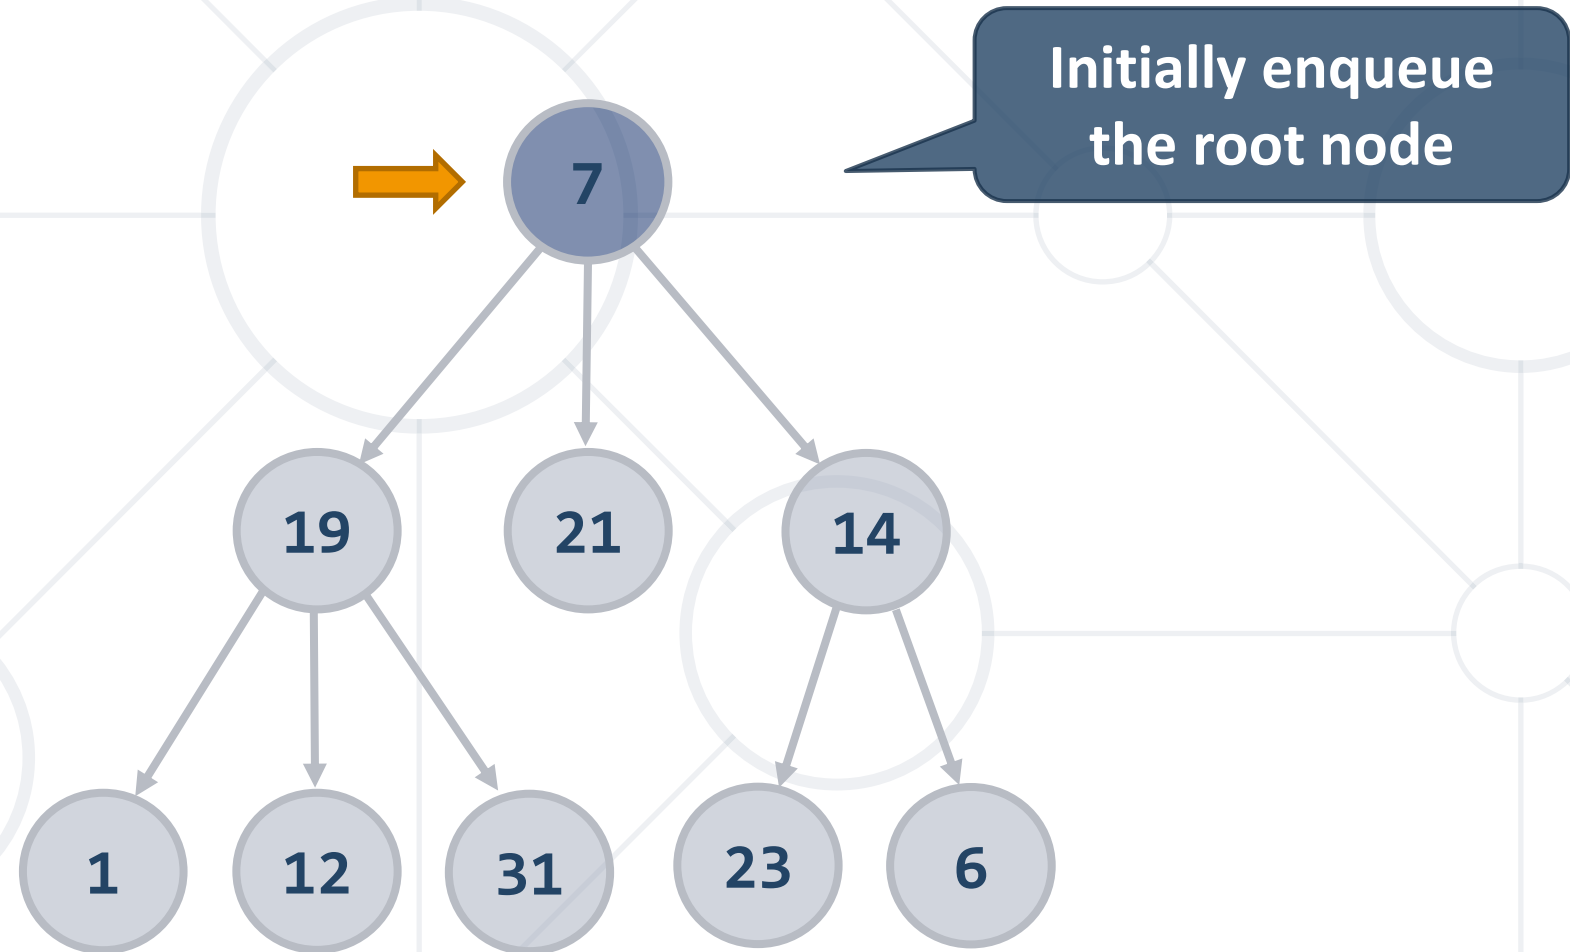 Initially enqueue
the root node
7
19 21 14
1 12 31 23 6